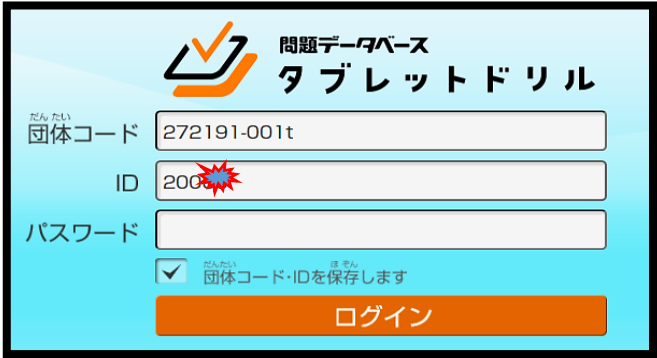 問題データベース
タブレットドリル
だんたい
団体コード
272191-001t
ID
200
パスワード
だんたい ほぞん
団体コード・IDを保存します
ログイン